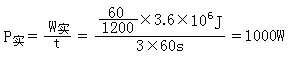 P实 = W实/t = (60/1200 × 3.6 × 10⁶J)/(3×60s) = 1000W